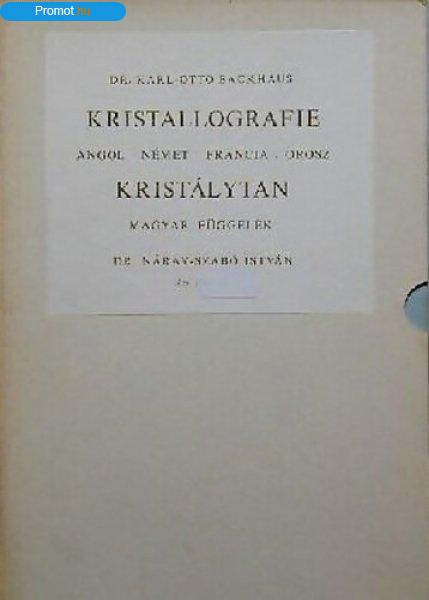 Promot.hu
DR. KARL-OTTO BACKHAUS
KRISTALLOGRAFIE
ANGOL NÉMET FRANCIA OROSZ
KRISTÁLYTAN
MAGYAR FÜGGELÉK
DR. NÁRAY-SZABÓ ISTVÁN